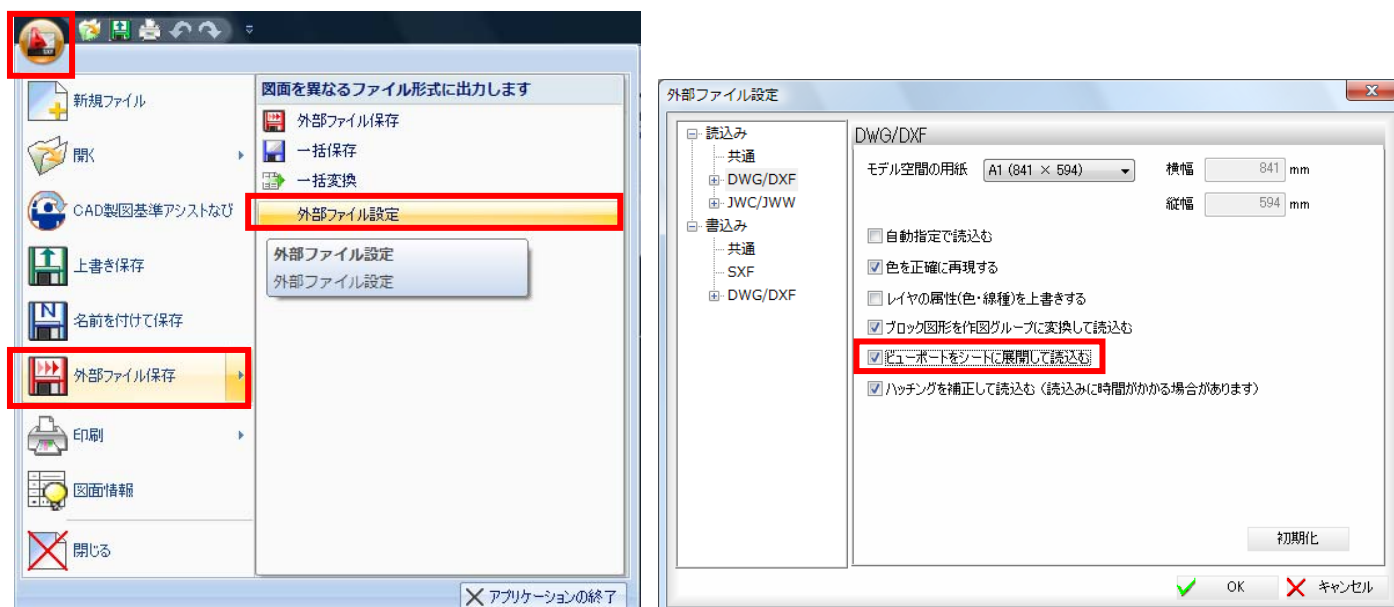 新規ファイル
開く
CAD製図基準アシストなび
上書き保存
名前を付けて保存
外部ファイル保存
印刷
図面情報
閉じる
図面を異なるファイル形式に出力します
外部ファイル保存
一括保存
一括変換
外部ファイル設定
外部ファイル設定
外部ファイル設定
アプリケーションの終了
外部ファイル設定
読込み
共通
DWG/DXF
JWC/JWW
書込み
共通
SXF
DWG/DXF
DWG/DXF
モデル空間の用紙 A1 (841 × 594) 横幅 841 mm
縦幅 594 mm
自動指定で読込む
色を正確に再現する
レイヤの属性(色・線種)を上書きする
ブロック図形を作図グループに変換して読込む
ビューポートをシートに展開して読込む
ハッチングを補正して読込む (読込みに時間がかかる場合があります)
初期化
OK キャンセル